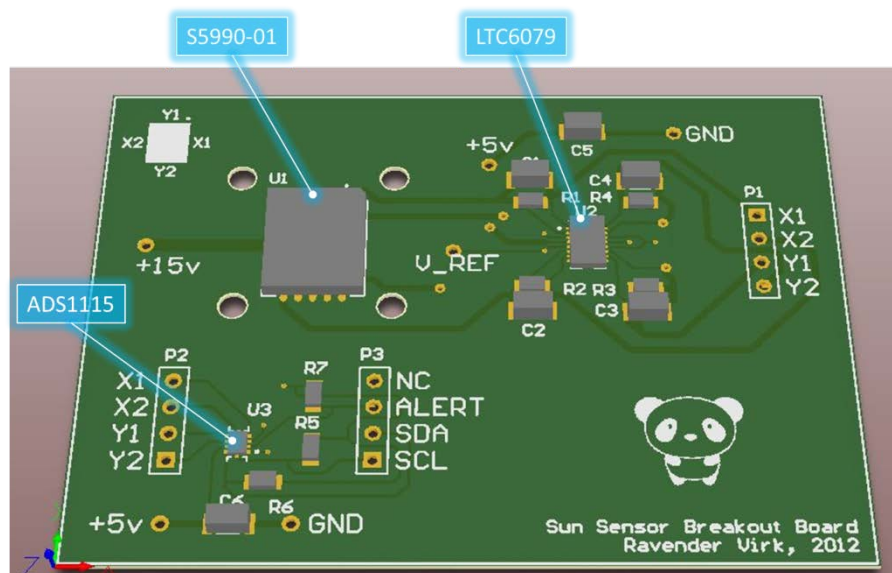 S5990-01
LTC6079
ADS1115
Y1
X2 X1
Y2
U1
+15v
+5v
C5
GND
C4
R1
R4
U2
V_REF
R2
R3
C2
C3
P1
X1
X2
Y1
Y2
P2
X1
X2
Y1
Y2
U3
R7
R5
R6
C6
+5v
GND
P3
NC
ALERT
SDA
SCL
Sun Sensor Breakout Board
Ravender Virk, 2012